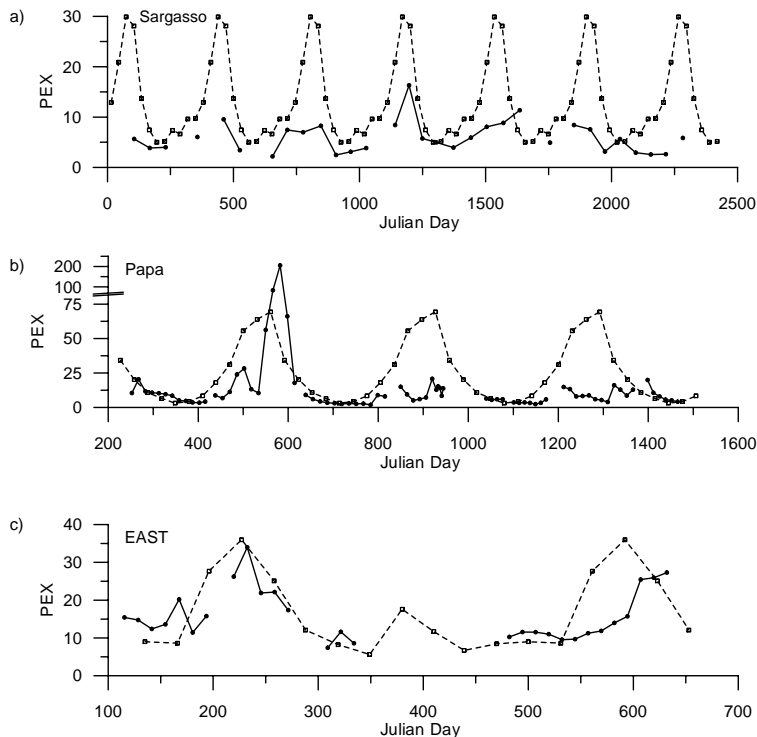 a)
Sargasso
30
20
10
0
PEX
0 500 1000 1500 2000 2500
Julian Day
b)
Papa
200
100
75
50
25
0
PEX
200 400 600 800 1000 1200 1400 1600
Julian Day
c)
EAST
40
30
20
10
0
PEX
100 200 300 400 500 600 700
Julian Day